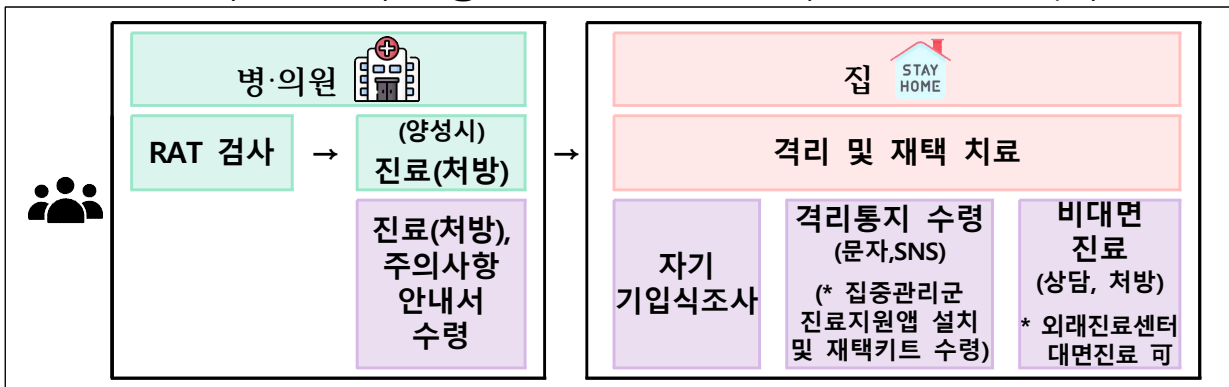 병·의원
집
STAY
HOME
RAT 검사
→
(양성시)
진료(처방)
→
격리 및 재택 치료
진료(처방),
주의사항
안내서
수령
자기
기입식조사
격리통지 수령
(문자,SNS)
(* 집중관리군
진료지원앱 설치
및 재택키트 수령)
비대면
진료
(상담, 처방)
* 외래진료센터
대면진료 可